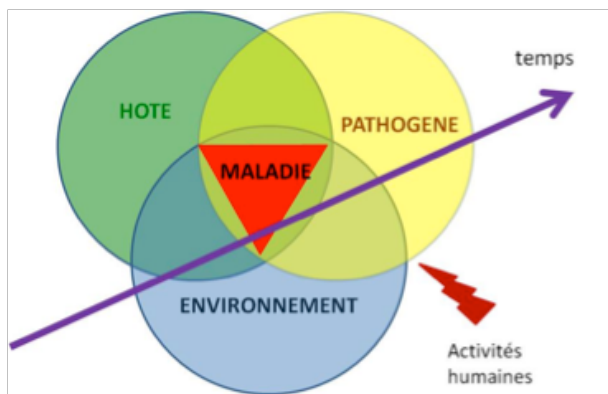 temps
HOTE
PATHOGENE
MALADIE
ENVIRONNEMENT
Activités
humaines